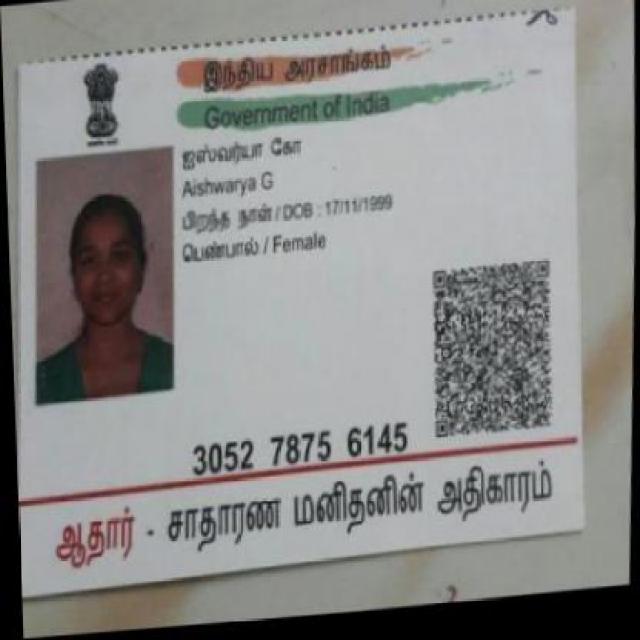 இந்திய அரசாங்கம்
Government of India
ஐஸ்வர்யா கோ
Aishwarya G
பிறந்த நாள் / DOB : 17/11/1999
பெண்பால் / Female
3052 7875 6145
ஆதார் - சாதாரண மனிதனின் அதிகாரம்